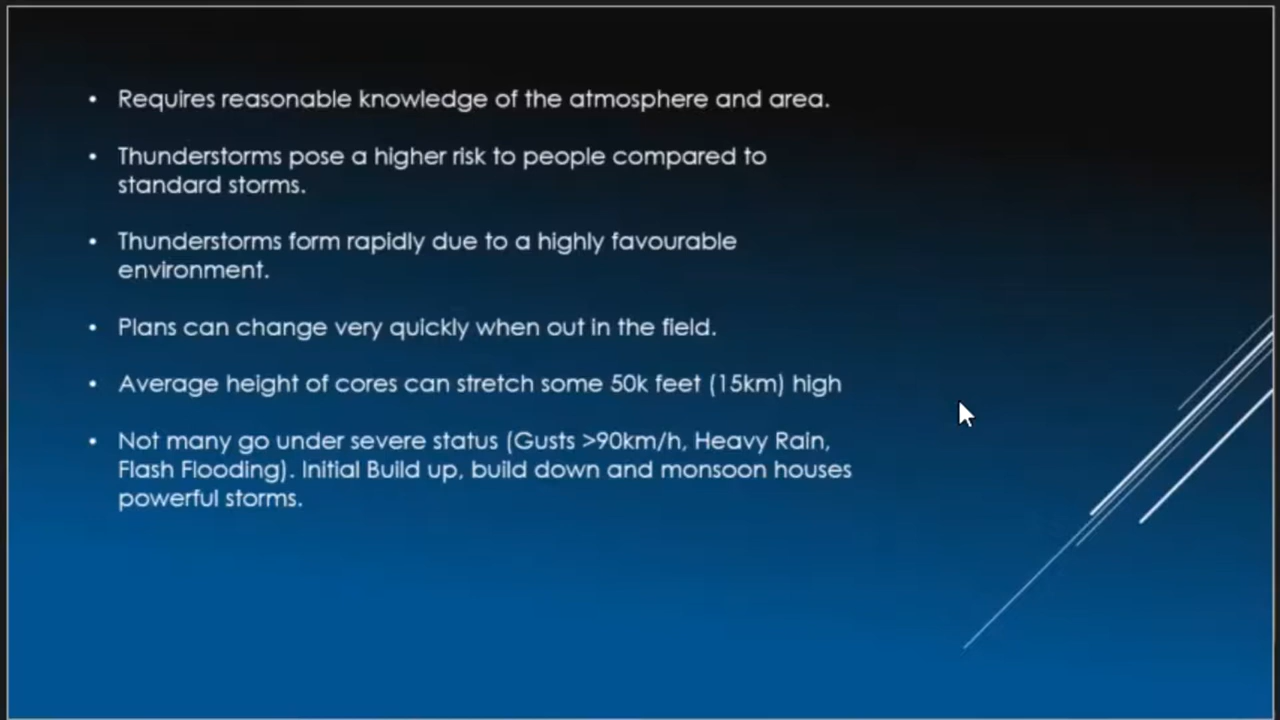 • Requires reasonable knowledge of the atmosphere and area.
• Thunderstorms pose a higher risk to people compared to
standard storms.
• Thunderstorms form rapidly due to a highly favourable
environment.
• Plans can change very quickly when out in the field.
• Average height of cores can stretch some 50k feet (15km) high
• Not many go under severe status (Gusts >90km/h, Heavy Rain,
Flash Flooding). Initial Build up, build down and monsoon houses
powerful storms.